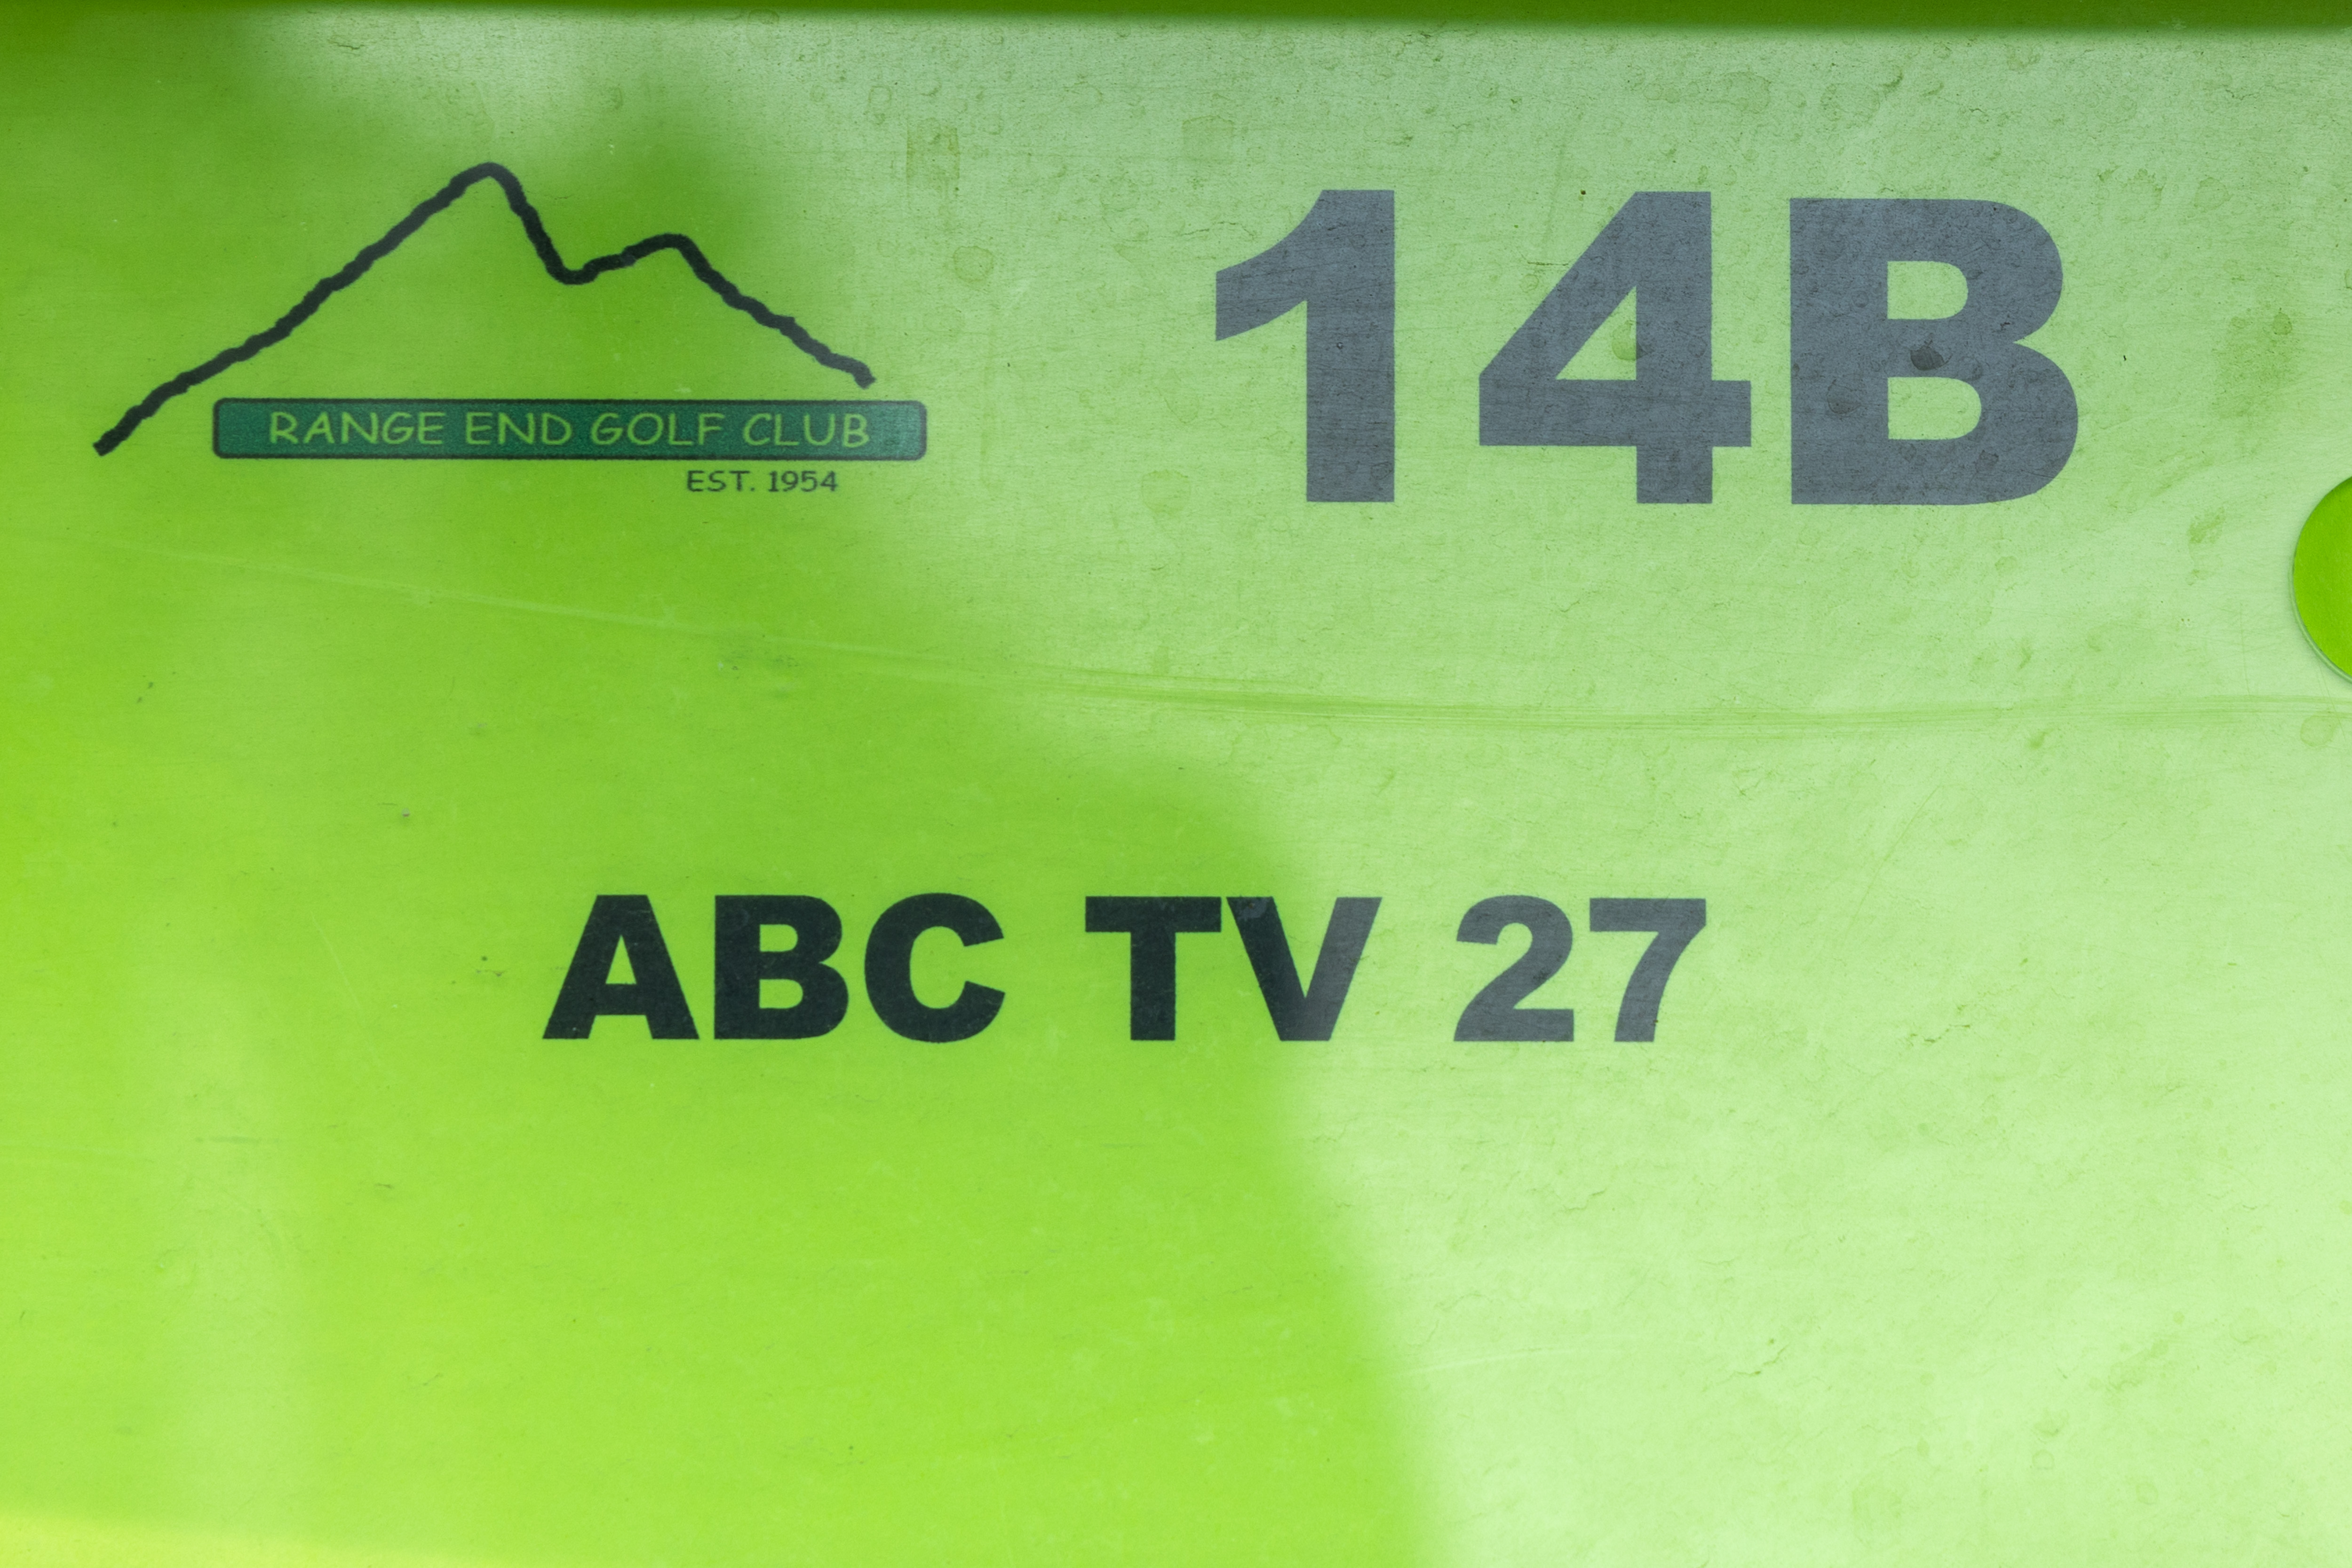 14B
RANGE END GOLF CLUB
EST. 1954
ABC TV 27